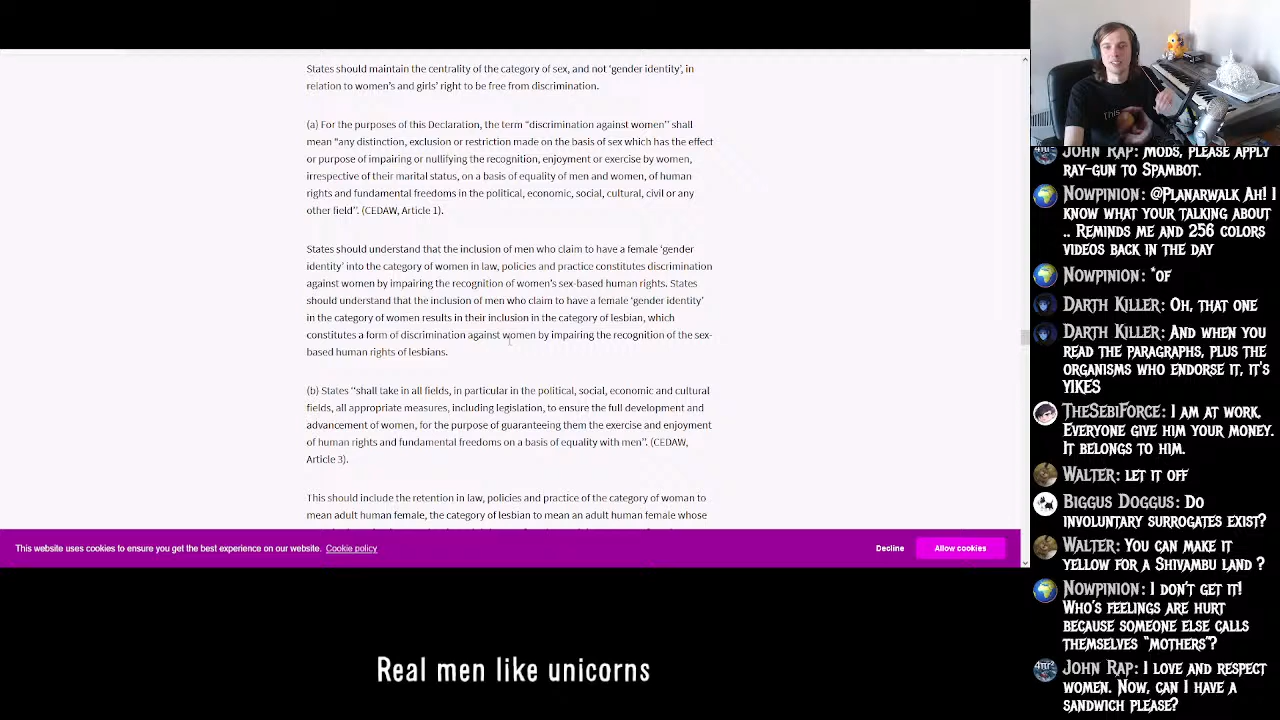 States should maintain the centrality of the category of sex, and not ‘gender identity’, in
relation to women’s and girls’ right to be free from discrimination.
(a) For the purposes of this Declaration, the term “discrimination against women” shall
mean “any distinction, exclusion or restriction made on the basis of sex which has the effect
or purpose of impairing or nullifying the recognition, enjoyment or exercise by women,
irrespective of their marital status, on a basis of equality of men and women, of human
rights and fundamental freedoms in the political, economic, social, cultural, civil or any
other field”. (CEDAW, Article 1).
States should understand that the inclusion of men who claim to have a female ‘gender
identity’ into the category of women in law, policies and practice constitutes discrimination
against women by impairing the recognition of women’s sex-based human rights. States
should understand that the inclusion of men who claim to have a female ‘gender identity’
in the category of women results in their inclusion in the category of lesbian, which
constitutes a form of discrimination against women by impairing the recognition of the sex-
based human rights of lesbians.
(b) States “shall take in all fields, in particular in the political, social, economic and cultural
fields, all appropriate measures, including legislation, to ensure the full development and
advancement of women, for the purpose of guaranteeing them the exercise and enjoyment
of human rights and fundamental freedoms on a basis of equality with men”. (CEDAW,
Article 3).
This should include the retention in law, policies and practice of the category of woman to
mean adult human female, the category of lesbian to mean an adult human female whose
This website uses cookies to ensure you get the best experience on our website. Cookie policy
Decline
Allow cookies
Real men like unicorns
This
John Rap: Mods, please apply
ray-gun to Spambot.
Nowpinion: @Planarwalk Ah! I
know what your talking about
.. Reminds me and 256 colors
videos back in the day
Nowpinion: *of
Darth Killer: Oh, that one
Darth Killer: And when you
read the paragraphs, plus the
organisms who endorse it, it's
YIKES
TheSebiForce: I am at work.
Everyone give him your money.
It belongs to him.
Walter: let it off
Biggus Doggus: Do
involuntary surrogates exist?
Walter: You can make it
yellow for a Shivambu land ?
Nowpinion: I don't get it!
Who's feelings are hurt
because someone else calls
themselves "mothers"?
John Rap: I love and respect
women. Now, can I have a
sandwich please?